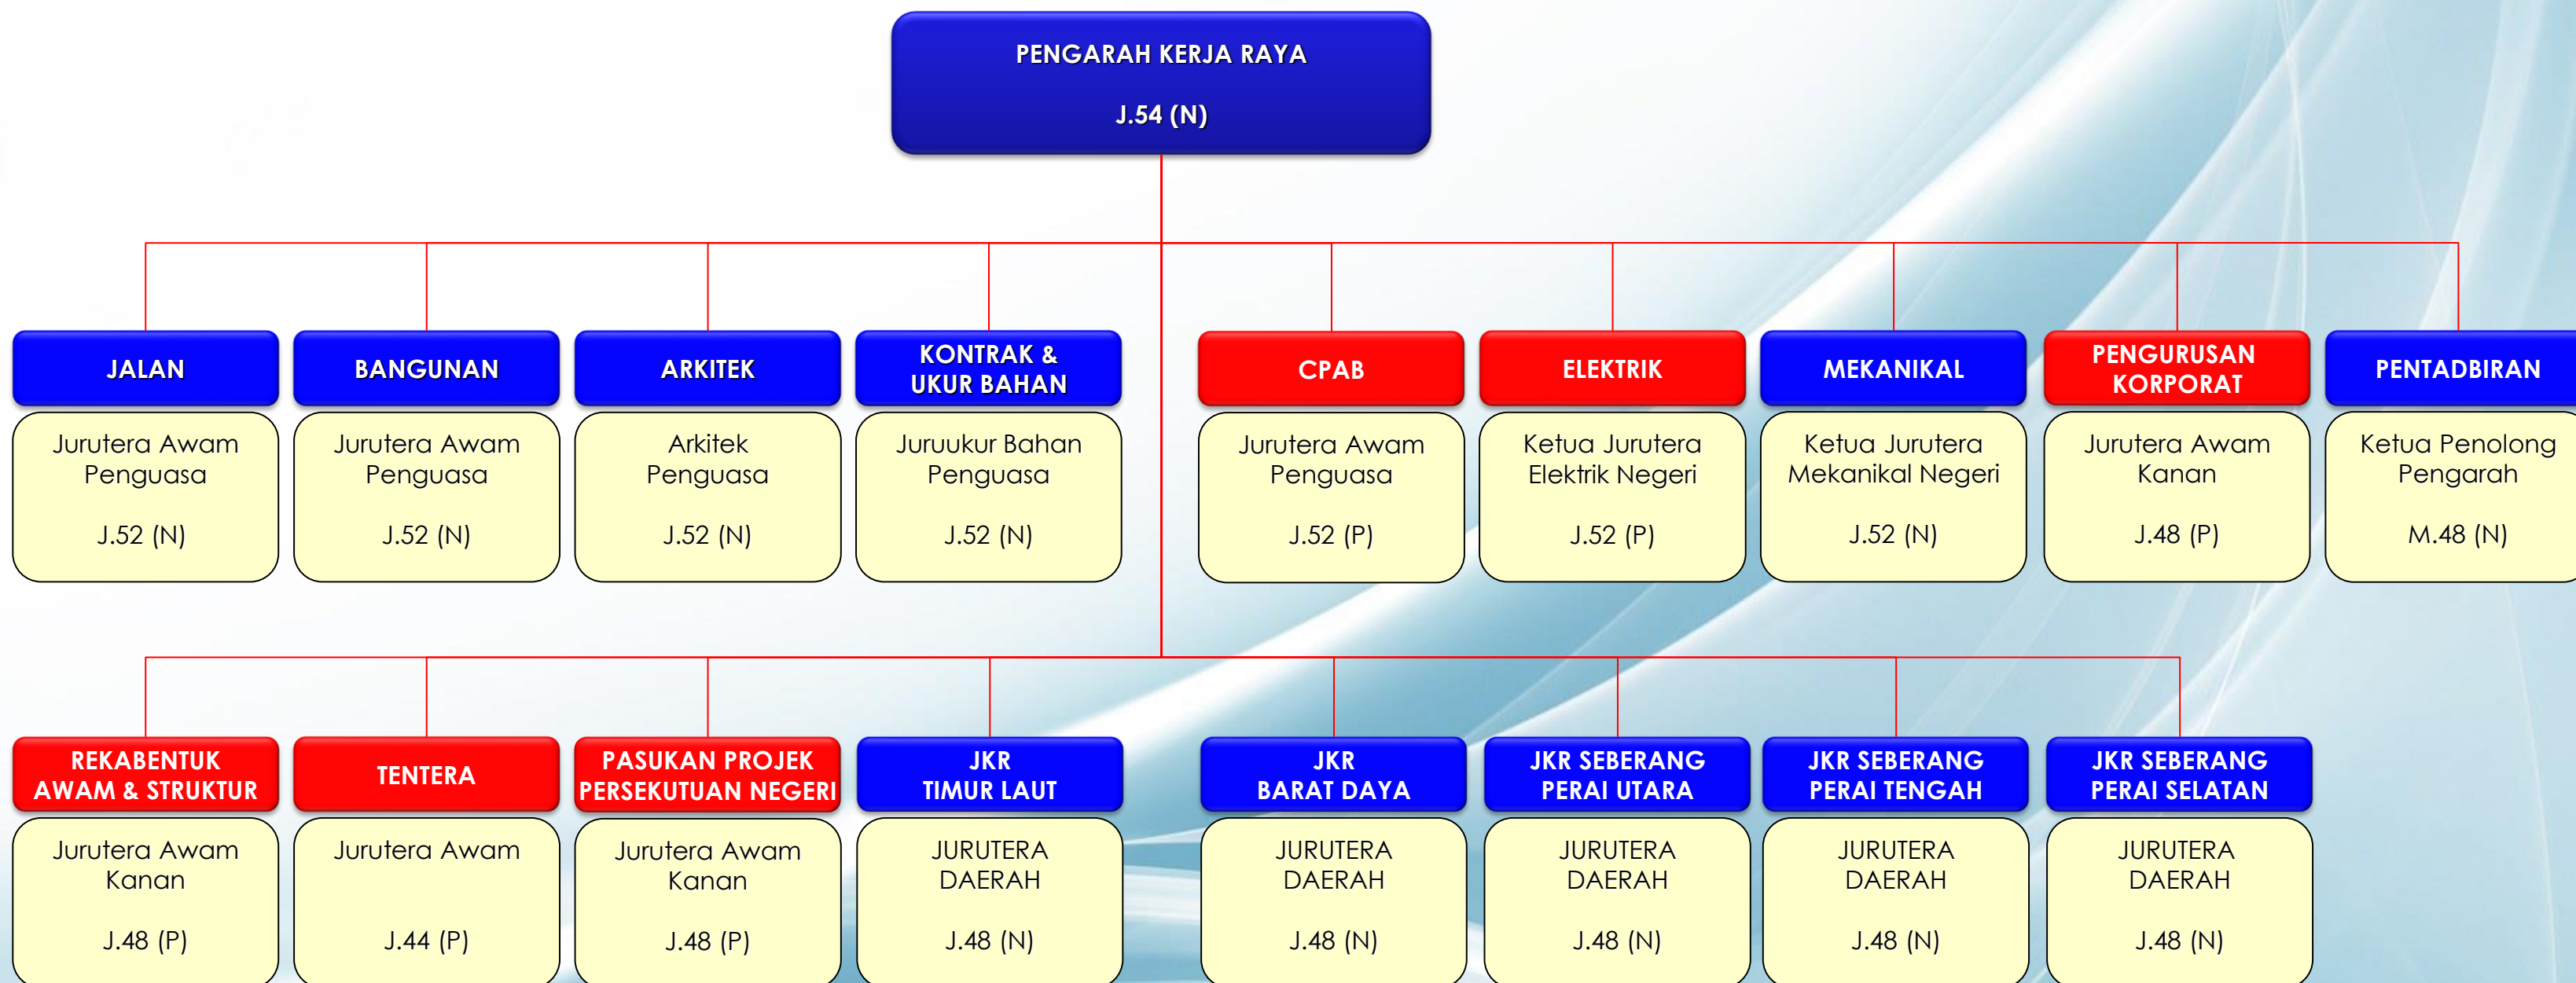 PENGARAH KERJA RAYA
J.54 (N)
JALAN
Jurutera Awam
Penguasa
J.52 (N)
BANGUNAN
Jurutera Awam
Penguasa
J.52 (N)
ARKITEK
Arkitek
Penguasa
J.52 (N)
KONTRAK &
UKUR BAHAN
Juruukur Bahan
Penguasa
J.52 (N)
CPAB
Jurutera Awam
Penguasa
J.52 (P)
ELEKTRIK
Ketua Jurutera
Elektrik Negeri
J.52 (P)
MEKANIKAL
Ketua Jurutera
Mekanikal Negeri
J.52 (N)
PENGURUSAN
KORPORAT
Jurutera Awam
Kanan
J.48 (P)
PENTADBIRAN
Ketua Penolong
Pengarah
M.48 (N)
REKABENTUK
AWAM & STRUKTUR
Jurutera Awam
Kanan
J.48 (P)
TENTERA
Jurutera Awam
J.44 (P)
PASUKAN PROJEK
PERSEKUTUAN NEGERI
Jurutera Awam
Kanan
J.48 (P)
JKR
TIMUR LAUT
JURUTERA
DAERAH
J.48 (N)
JKR
BARAT DAYA
JURUTERA
DAERAH
J.48 (N)
JKR SEBERANG
PERAI UTARA
JURUTERA
DAERAH
J.48 (N)
JKR SEBERANG
PERAI TENGAH
JURUTERA
DAERAH
J.48 (N)
JKR SEBERANG
PERAI SELATAN
JURUTERA
DAERAH
J.48 (N)